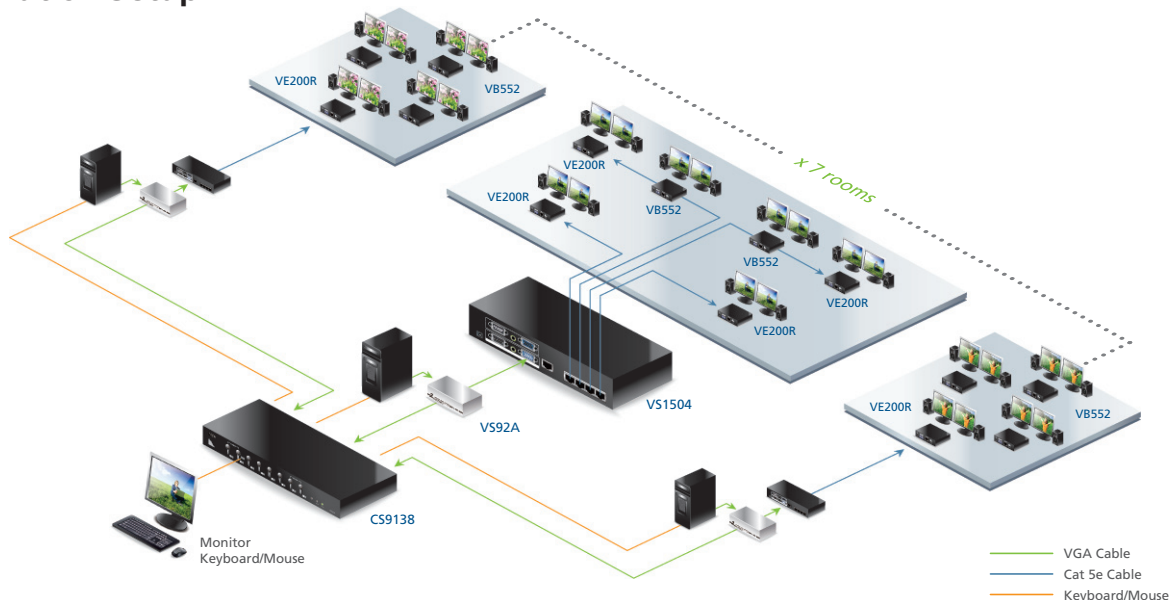 VE200R
VB552
x 7 rooms
VE200R
VE200R
VB552
VB552
VE200R
VE200R
VS1504
VS92A
VE200R
VB552
CS9138
Monitor
Keyboard/Mouse
VGA Cable
Cat 5e Cable
Keyboard/Mouse